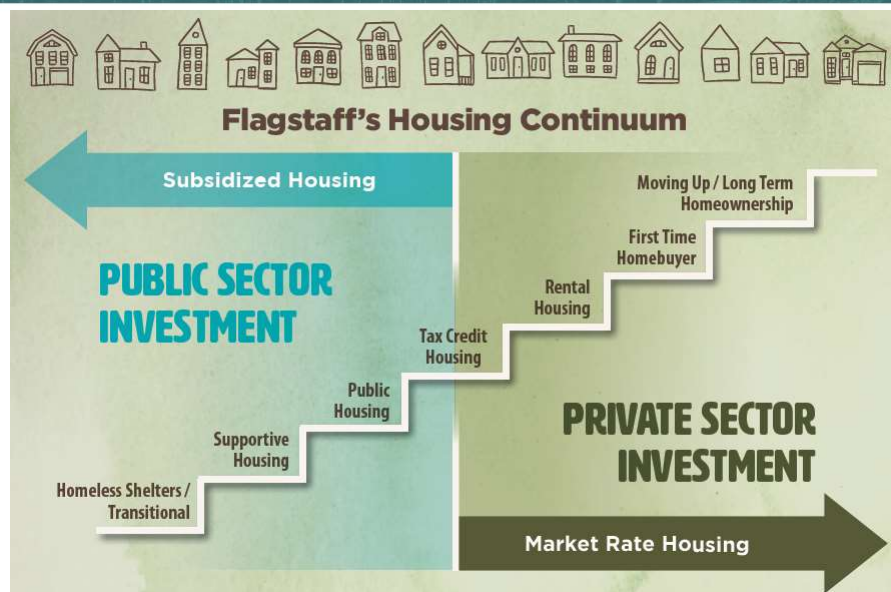 Flagstaff's Housing Continuum
Subsidized Housing
PUBLIC SECTOR
INVESTMENT
Homeless Shelters /
Transitional
Supportive
Housing
Public
Housing
Tax Credit
Housing
Rental
Housing
First Time
Homebuyer
Moving Up / Long Term
Homeownership
PRIVATE SECTOR
INVESTMENT
Market Rate Housing